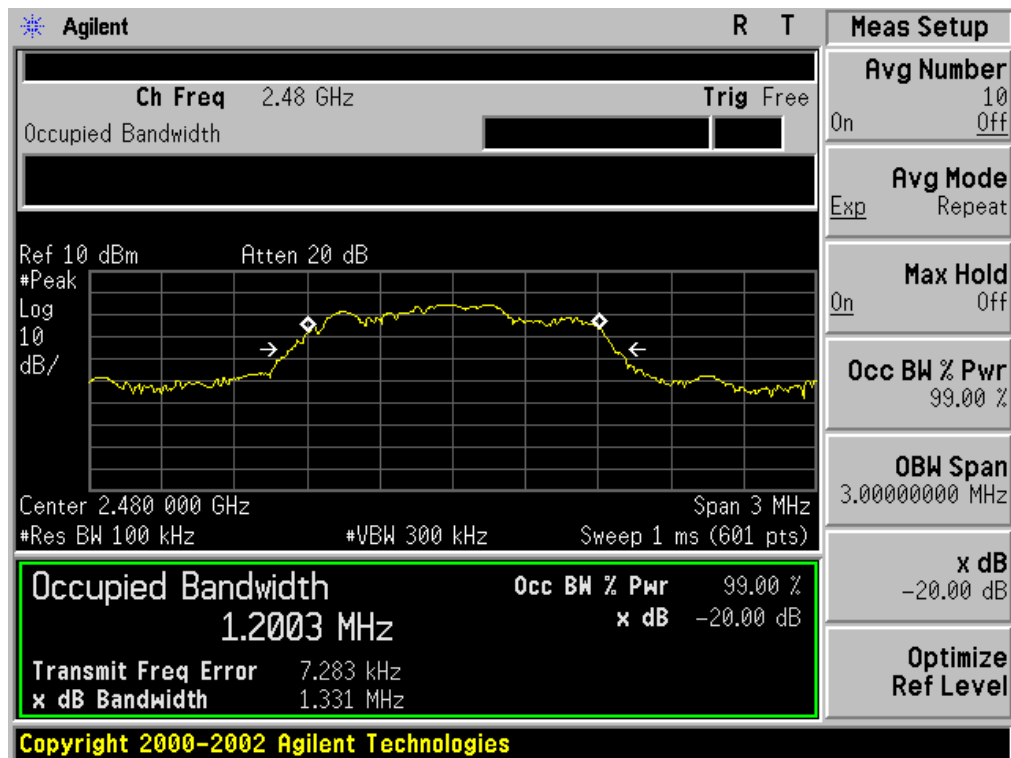 Agilent R T Meas Setup
Avg Number
10
On Off
Ch Freq 2.48 GHz Trig Free
Occupied Bandwidth
Avg Mode
Exp Repeat
Ref 10 dBm Atten 20 dB
#Peak
Log
10
dB/
Max Hold
On Off
Occ BW % Pwr
99.00 %
OBW Span
3.00000000 MHz
Center 2.480 000 GHz Span 3 MHz
#Res BW 100 kHz #VBW 300 kHz Sweep 1 ms (601 pts)
Occupied Bandwidth Occ BW % Pwr 99.00 %
1.2003 MHz x dB -20.00 dB
Transmit Freq Error 7.283 kHz
x dB Bandwidth 1.331 MHz
x dB
-20.00 dB
Optimize
Ref Level
Copyright 2000-2002 Agilent Technologies